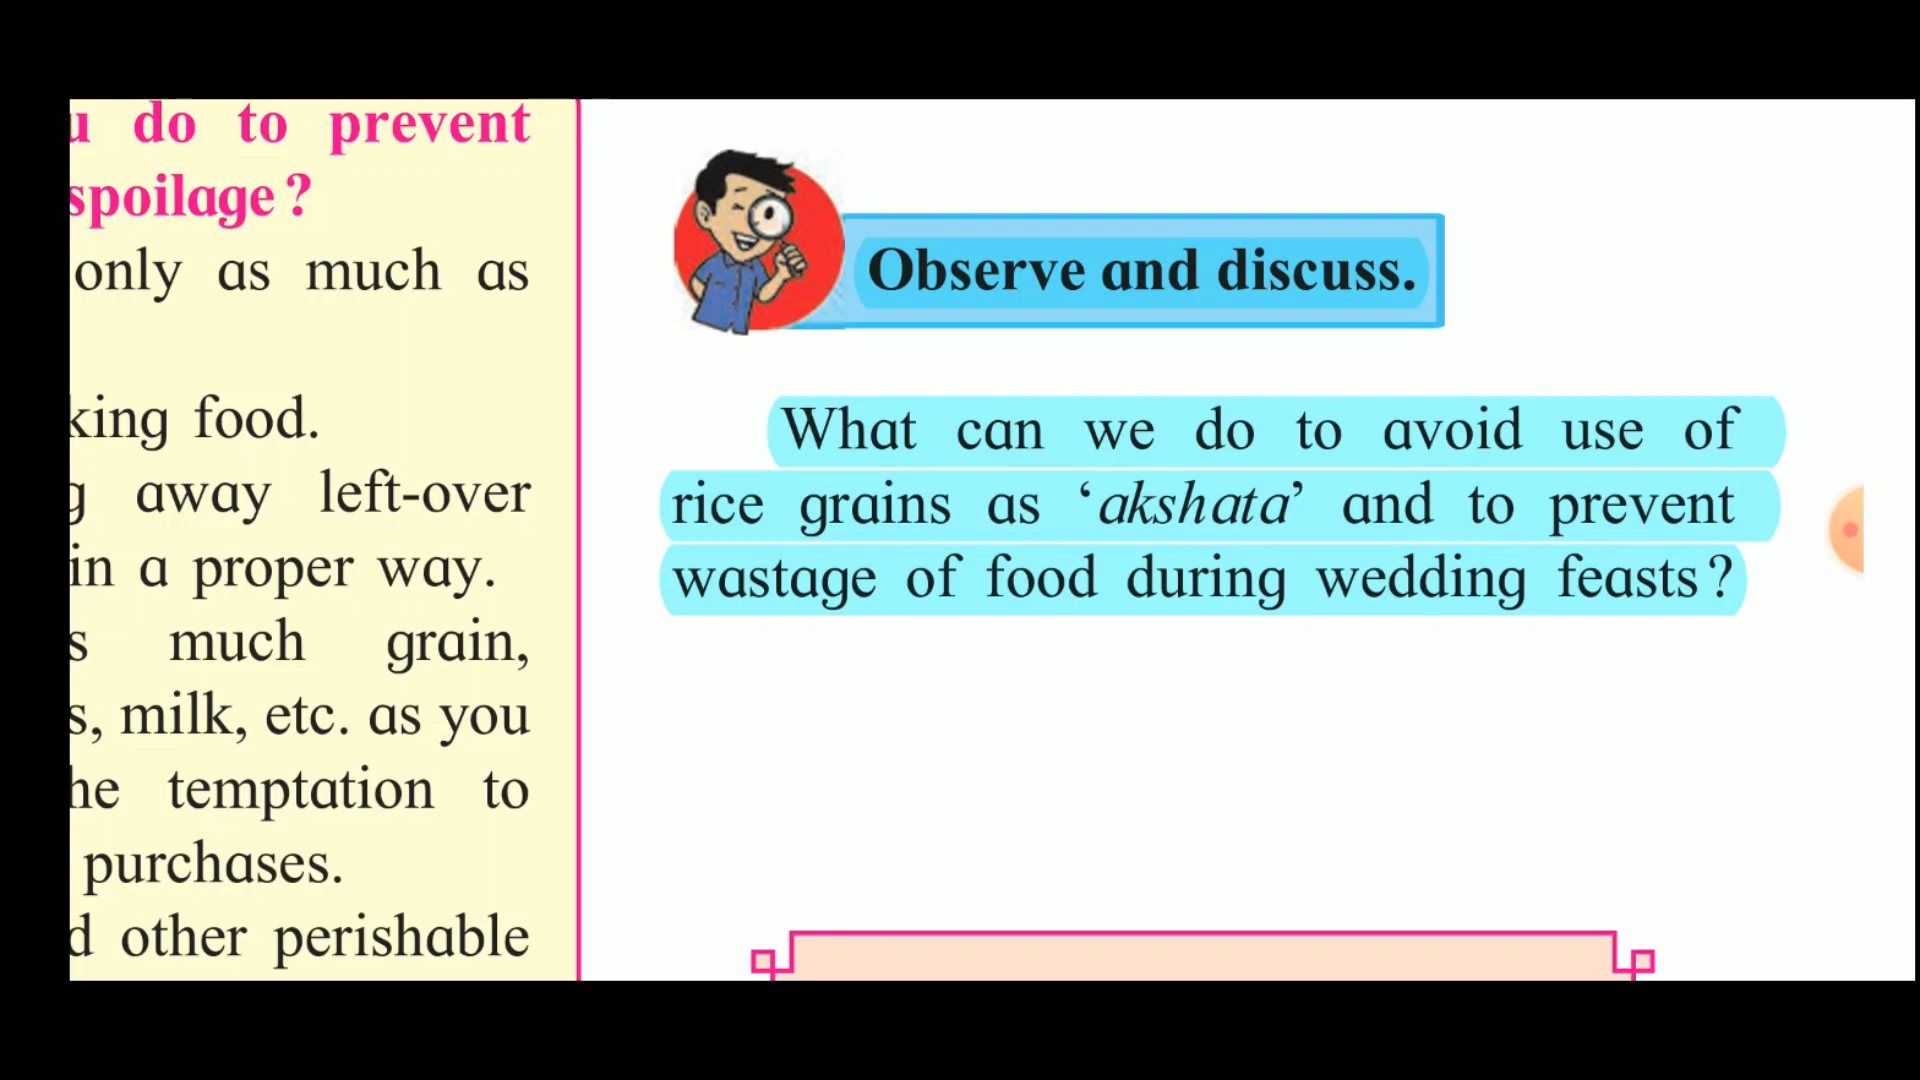 do to prevent
spoilage?
only as much as
food.
away left-over
in a proper way.
much grain,
milk, etc. as you
temptation to
purchases.
other perishable
Observe and discuss.
What can we do to avoid use of
rice grains as ‘akshata’ and to prevent
wastage of food during wedding feasts?